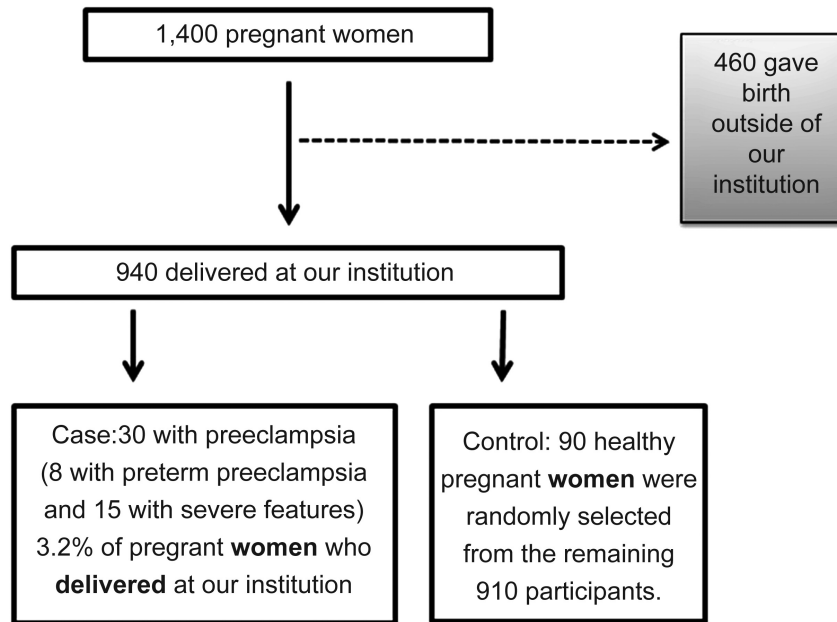 1,400 pregnant women
460 gave
birth
outside of
our
institution
940 delivered at our institution
Case:30 with preeclampsia
(8 with preterm preeclampsia
and 15 with severe features)
3.2% of pregrant women who
delivered at our institution
Control: 90 healthy
pregnant women were
randomly selected
from the remaining
910 participants.